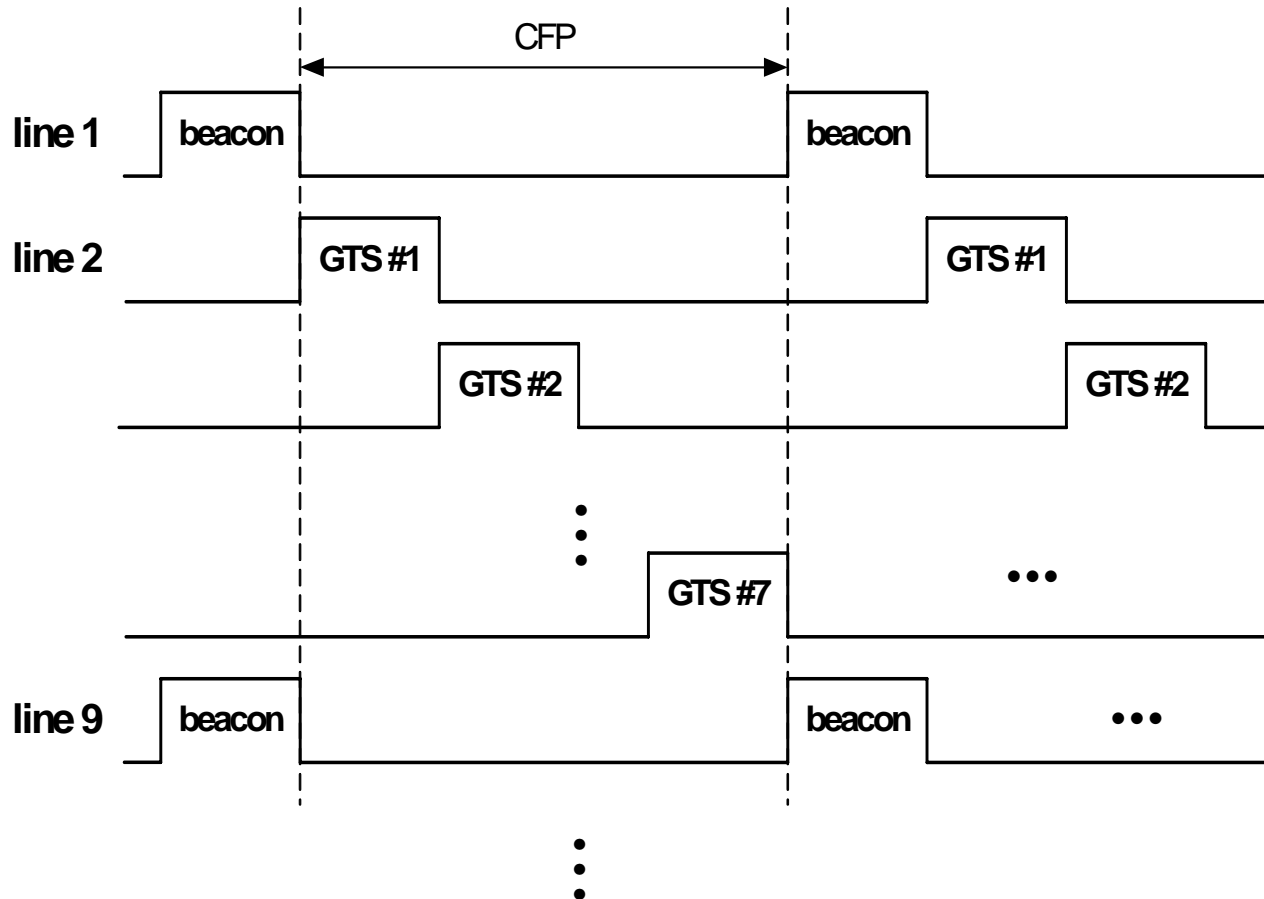 CFP
line 1 beacon beacon
line 2 GTS #1 GTS #1
GTS #2 GTS #2
GTS #7
line 9 beacon beacon